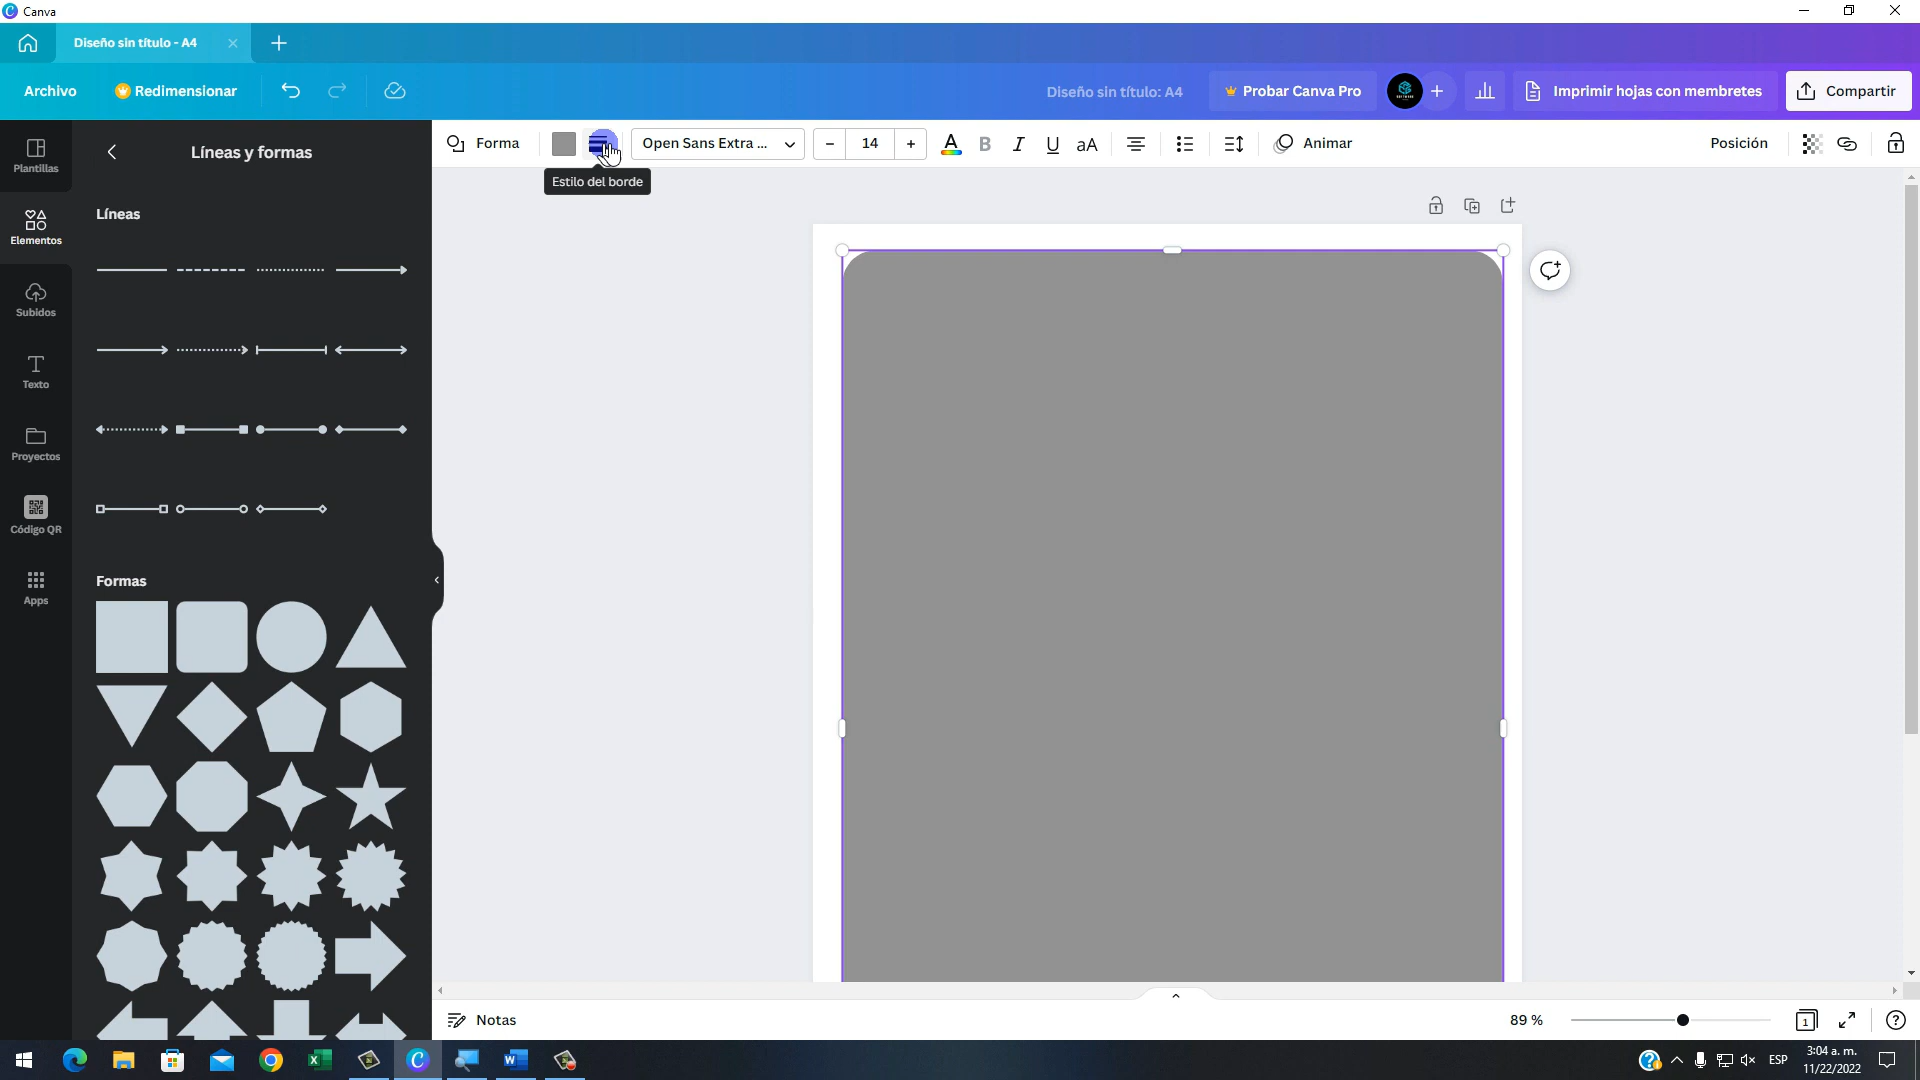 Canva
Diseño sin título - A4
Archivo
Redimensionar
Diseño sin título: A4
Probar Canva Pro
Imprimir hojas con membretes
Compartir
Plantillas
Elementos
Subidos
Texto
Proyectos
Código QR
Apps
Líneas y formas
Líneas
Formas
Forma
Open Sans Extra ...
14
B
I
U
aA
Animar
Posición
Estilo del borde
Notas
89 %
1
ESP
3:04 a. m.
11/22/2022